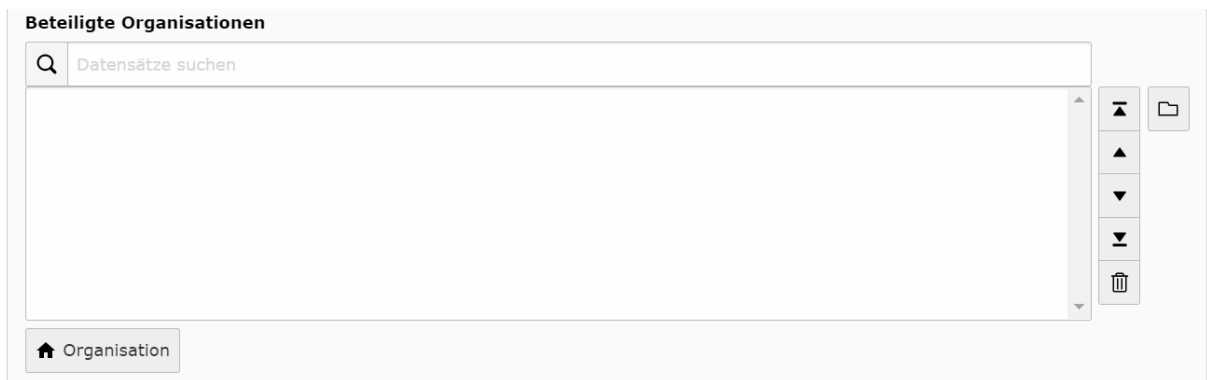 Beteiligte Organisationen
Datensätze suchen
Organisation